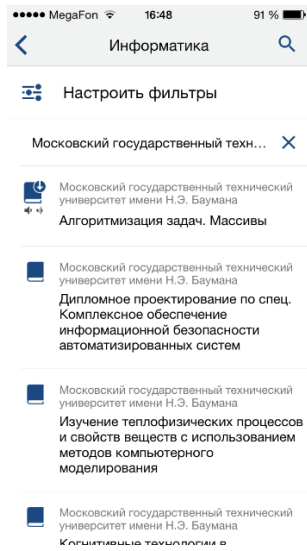 MegaFon 16:48 91 %
Информатика
Настроить фильтры
Московский государственный техн...
Московский государственный технический
университет имени Н.Э. Баумана
Алгоритмизация задач. Массивы
Московский государственный технический
университет имени Н.Э. Баумана
Дипломное проектирование по спец.
Комплексное обеспечение
информационной безопасности
автоматизированных систем
Московский государственный технический
университет имени Н.Э. Баумана
Изучение теплофизических процессов
и свойств веществ с использованием
методов компьютерного
моделирования
Московский государственный технический
университет имени Н.Э. Баумана
Когнитивные технологии в